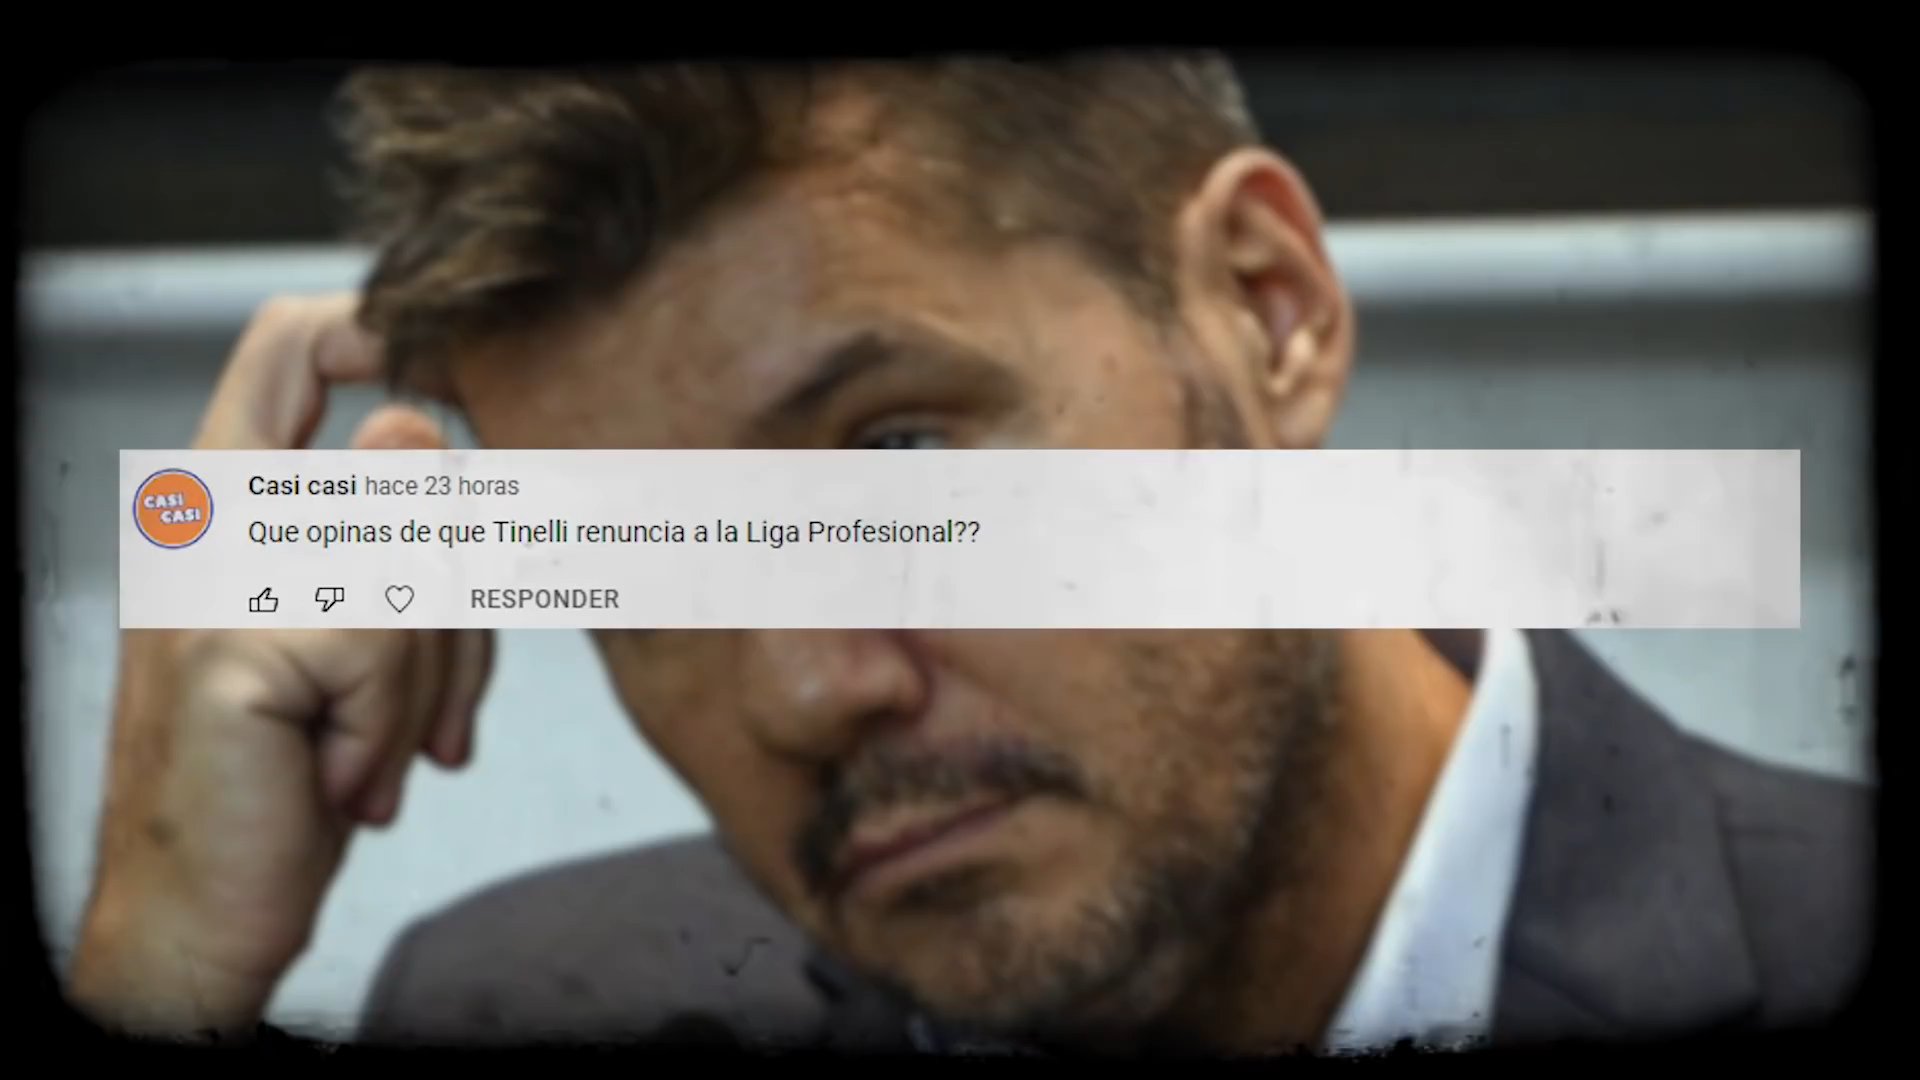 CASI
CASI
Casi casi hace 23 horas
Que opinas de que Tinelli renuncia a la Liga Profesional??
RESPONDER